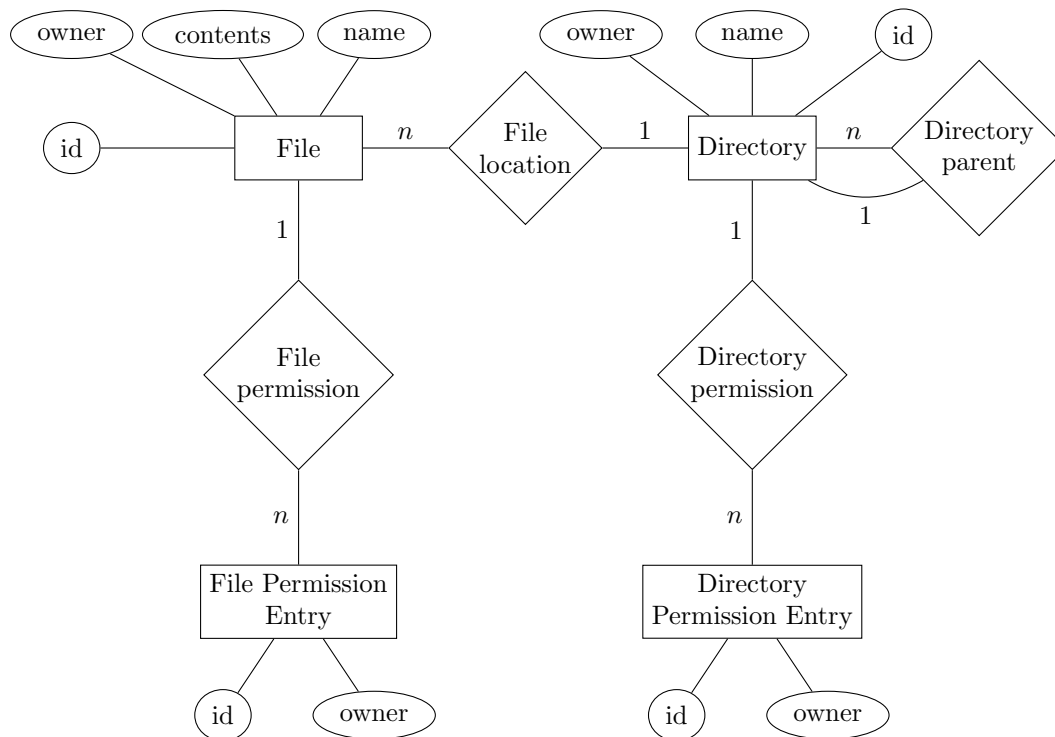 owner
contents
name
owner
name
id
id
File
n
File
location
1
Directory
n
Directory
parent
1
1
1
File
permission
Directory
permission
n
n
File Permission
Entry
Directory
Permission Entry
id
owner
id
owner